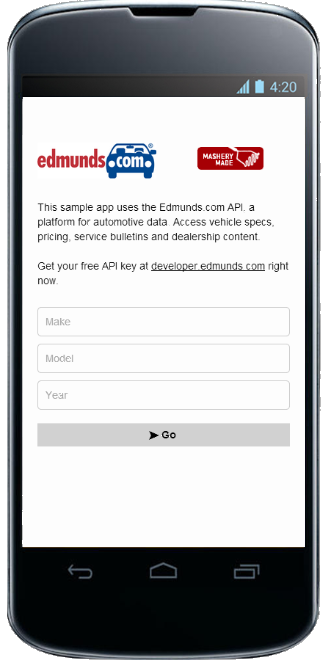 4:20
edmunds.com®
MASHERY
MADE
This sample app uses the Edmunds.com API. a
platform for automotive data. Access vehicle specs,
pricing, service bulletins and dealership content.
Get your free API key at developer.edmunds.com right
now.
Make
Model
Year
Go